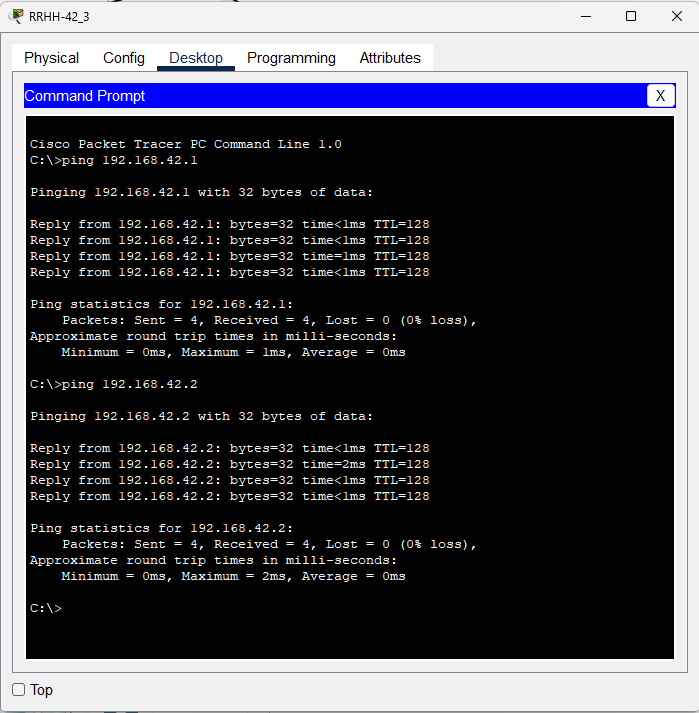 RRHH-42_3
Physical Config Desktop Programming Attributes
Command Prompt X
Cisco Packet Tracer PC Command Line 1.0
C:\>ping 192.168.42.1
Pinging 192.168.42.1 with 32 bytes of data:
Reply from 192.168.42.1: bytes=32 time<1ms TTL=128
Reply from 192.168.42.1: bytes=32 time<1ms TTL=128
Reply from 192.168.42.1: bytes=32 time=1ms TTL=128
Reply from 192.168.42.1: bytes=32 time<1ms TTL=128
Ping statistics for 192.168.42.1:
    Packets: Sent = 4, Received = 4, Lost = 0 (0% loss),
Approximate round trip times in milli-seconds:
    Minimum = 0ms, Maximum = 1ms, Average = 0ms
C:\>ping 192.168.42.2
Pinging 192.168.42.2 with 32 bytes of data:
Reply from 192.168.42.2: bytes=32 time<1ms TTL=128
Reply from 192.168.42.2: bytes=32 time=2ms TTL=128
Reply from 192.168.42.2: bytes=32 time<1ms TTL=128
Reply from 192.168.42.2: bytes=32 time<1ms TTL=128
Ping statistics for 192.168.42.2:
    Packets: Sent = 4, Received = 4, Lost = 0 (0% loss),
Approximate round trip times in milli-seconds:
    Minimum = 0ms, Maximum = 2ms, Average = 0ms
C:\>
Top